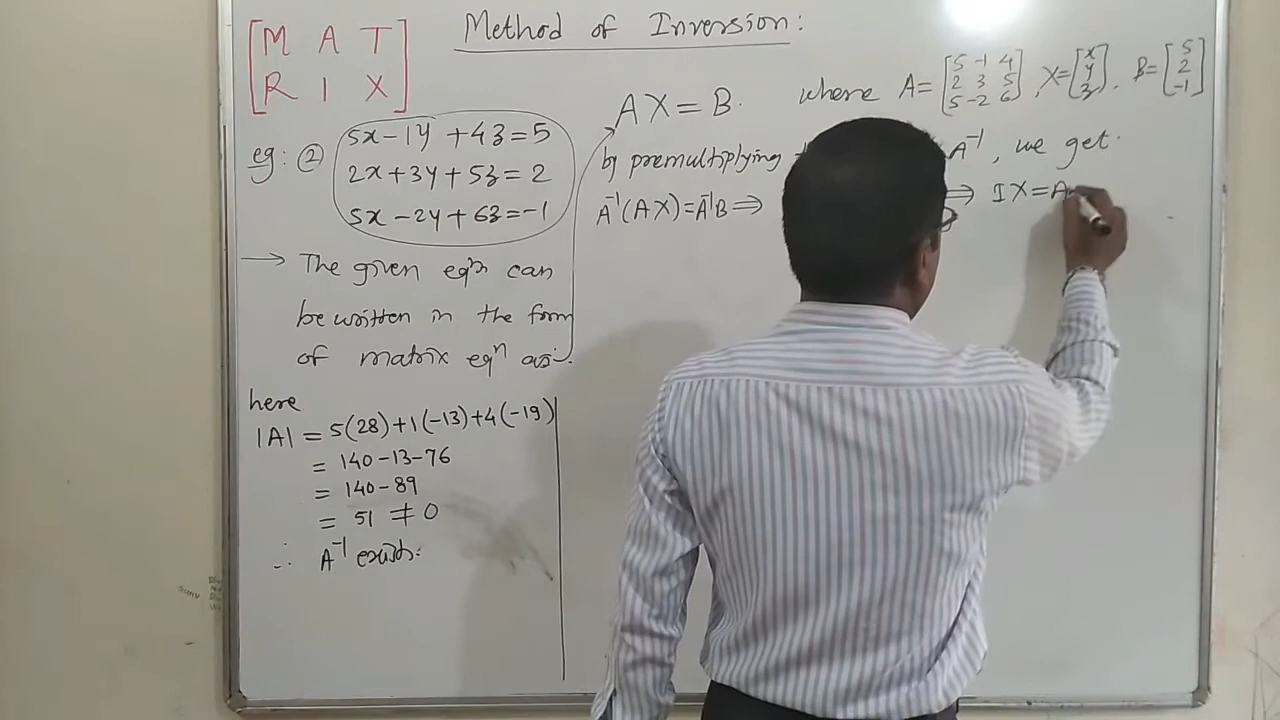 Method of Inversion:
[M A T
R I X]
eg: ② 5x-1y+4z=5
2x+3y+5z=2
5x-2y+6z=-1
→ The given eqⁿs can
be written in the form
of matrix eqⁿ as:
here
|A| = 5(28)+1(-13)+4(-19)
= 140-13-76
= 140-89
= 51 ≠ 0
∴ A⁻¹ exists.
AX=B. where A=[5 -1 4
2 3 5
5 -2 6], X=[x
y
z]. B=[5
2
-1]
by premultiplying A⁻¹, we get.
A⁻¹(AX)=A⁻¹B⇒ ⇒ IX=A